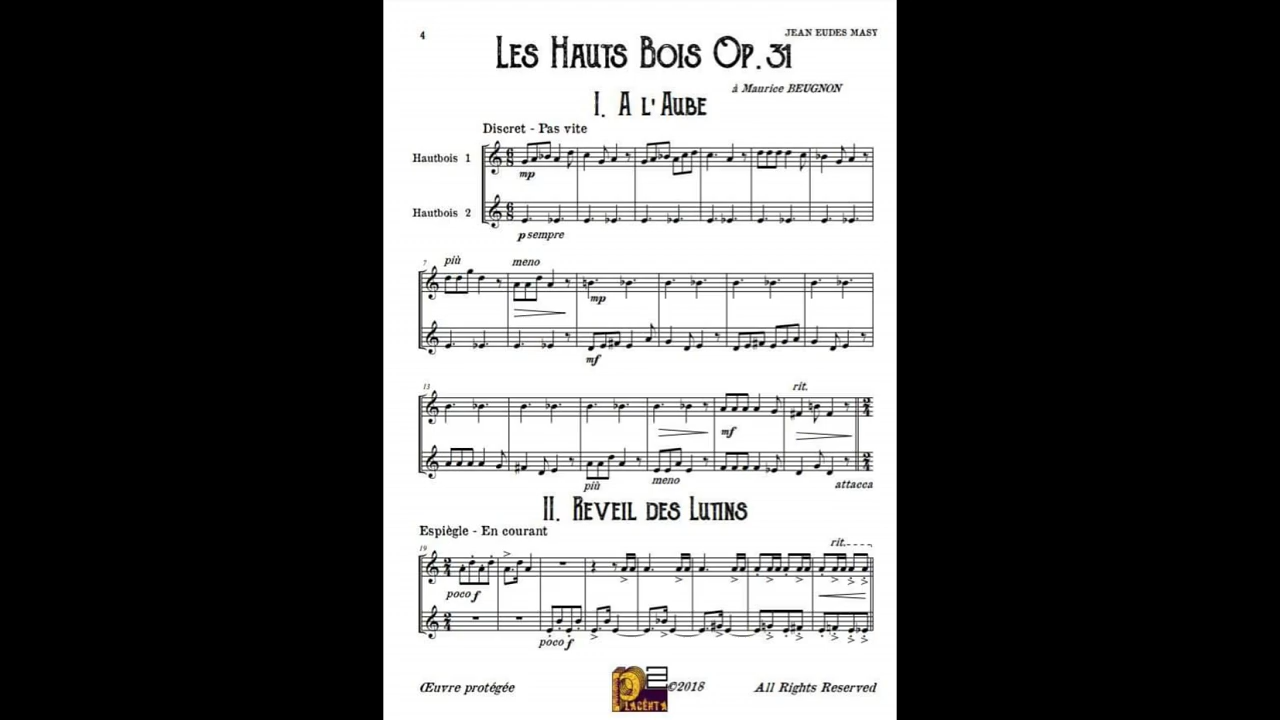 4
JEAN EUDES MASY
LES HAUTS BOIS OP. 31
à Maurice BEUGNON
I. A L'AUBE
Discret - Pas vite
Hautbois 1
mp
Hautbois 2
p sempre
7
più
meno
mp
mf
13
rit.
mf
più
meno
attacca
II. REVEIL DES LUTINS
Espiègle - En courant
19
rit.
poco f
poco f
Œuvre protégée
P2
PLACÉNTA
©2018
All Rights Reserved